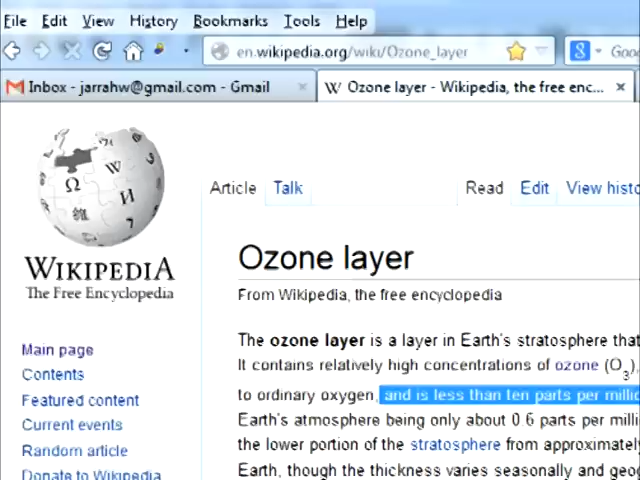 File Edit View History Bookmarks Tools Help
en.wikipedia.org/wiki/Ozone_layer
Inbox - jarrahw@gmail.com - Gmail
Ozone layer - Wikipedia, the free enc...
Article Talk Read Edit View
WIKIPEDIA
The Free Encyclopedia
Ozone layer
From Wikipedia, the free encyclopedia
The ozone layer is a layer in Earth's stratosphere that
It contains relatively high concentrations of ozone (O3),
to ordinary oxygen, and is less than ten parts per
Earth's atmosphere being only about 0.6 parts per
the lower portion of the stratosphere from
Earth, though the thickness varies seasonally and
Main page
Contents
Featured content
Current events
Random article
Donate to Wikipedia